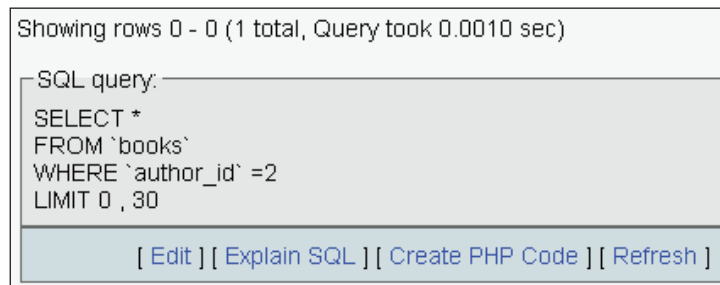 Showing rows 0 - 0 (1 total, Query took 0.0010 sec)
SQL query:
SELECT *
FROM `books`
WHERE `author_id` =2
LIMIT 0 , 30
[ Edit ] [ Explain SQL ] [ Create PHP Code ] [ Refresh ]